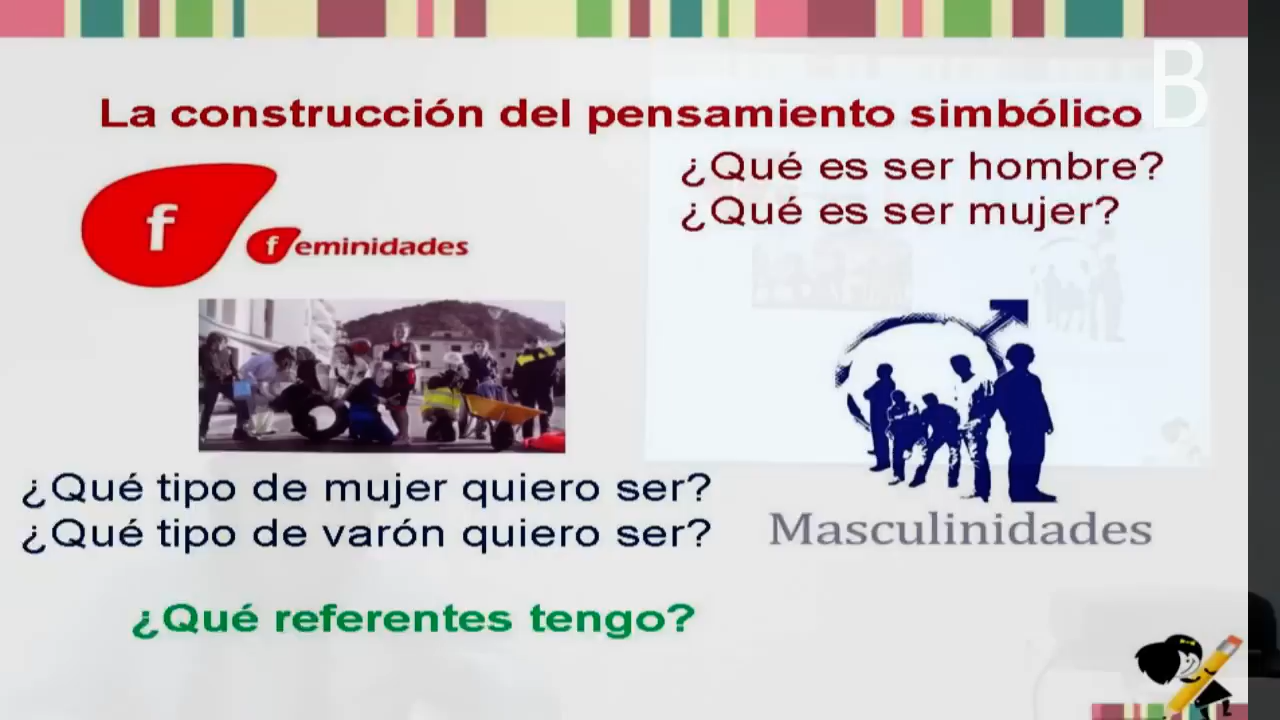 B
La construcción del pensamiento simbólico
¿Qué es ser hombre?
¿Qué es ser mujer?
f
feminidades
¿Qué tipo de mujer quiero ser?
¿Qué tipo de varón quiero ser?
Masculinidades
¿Qué referentes tengo?